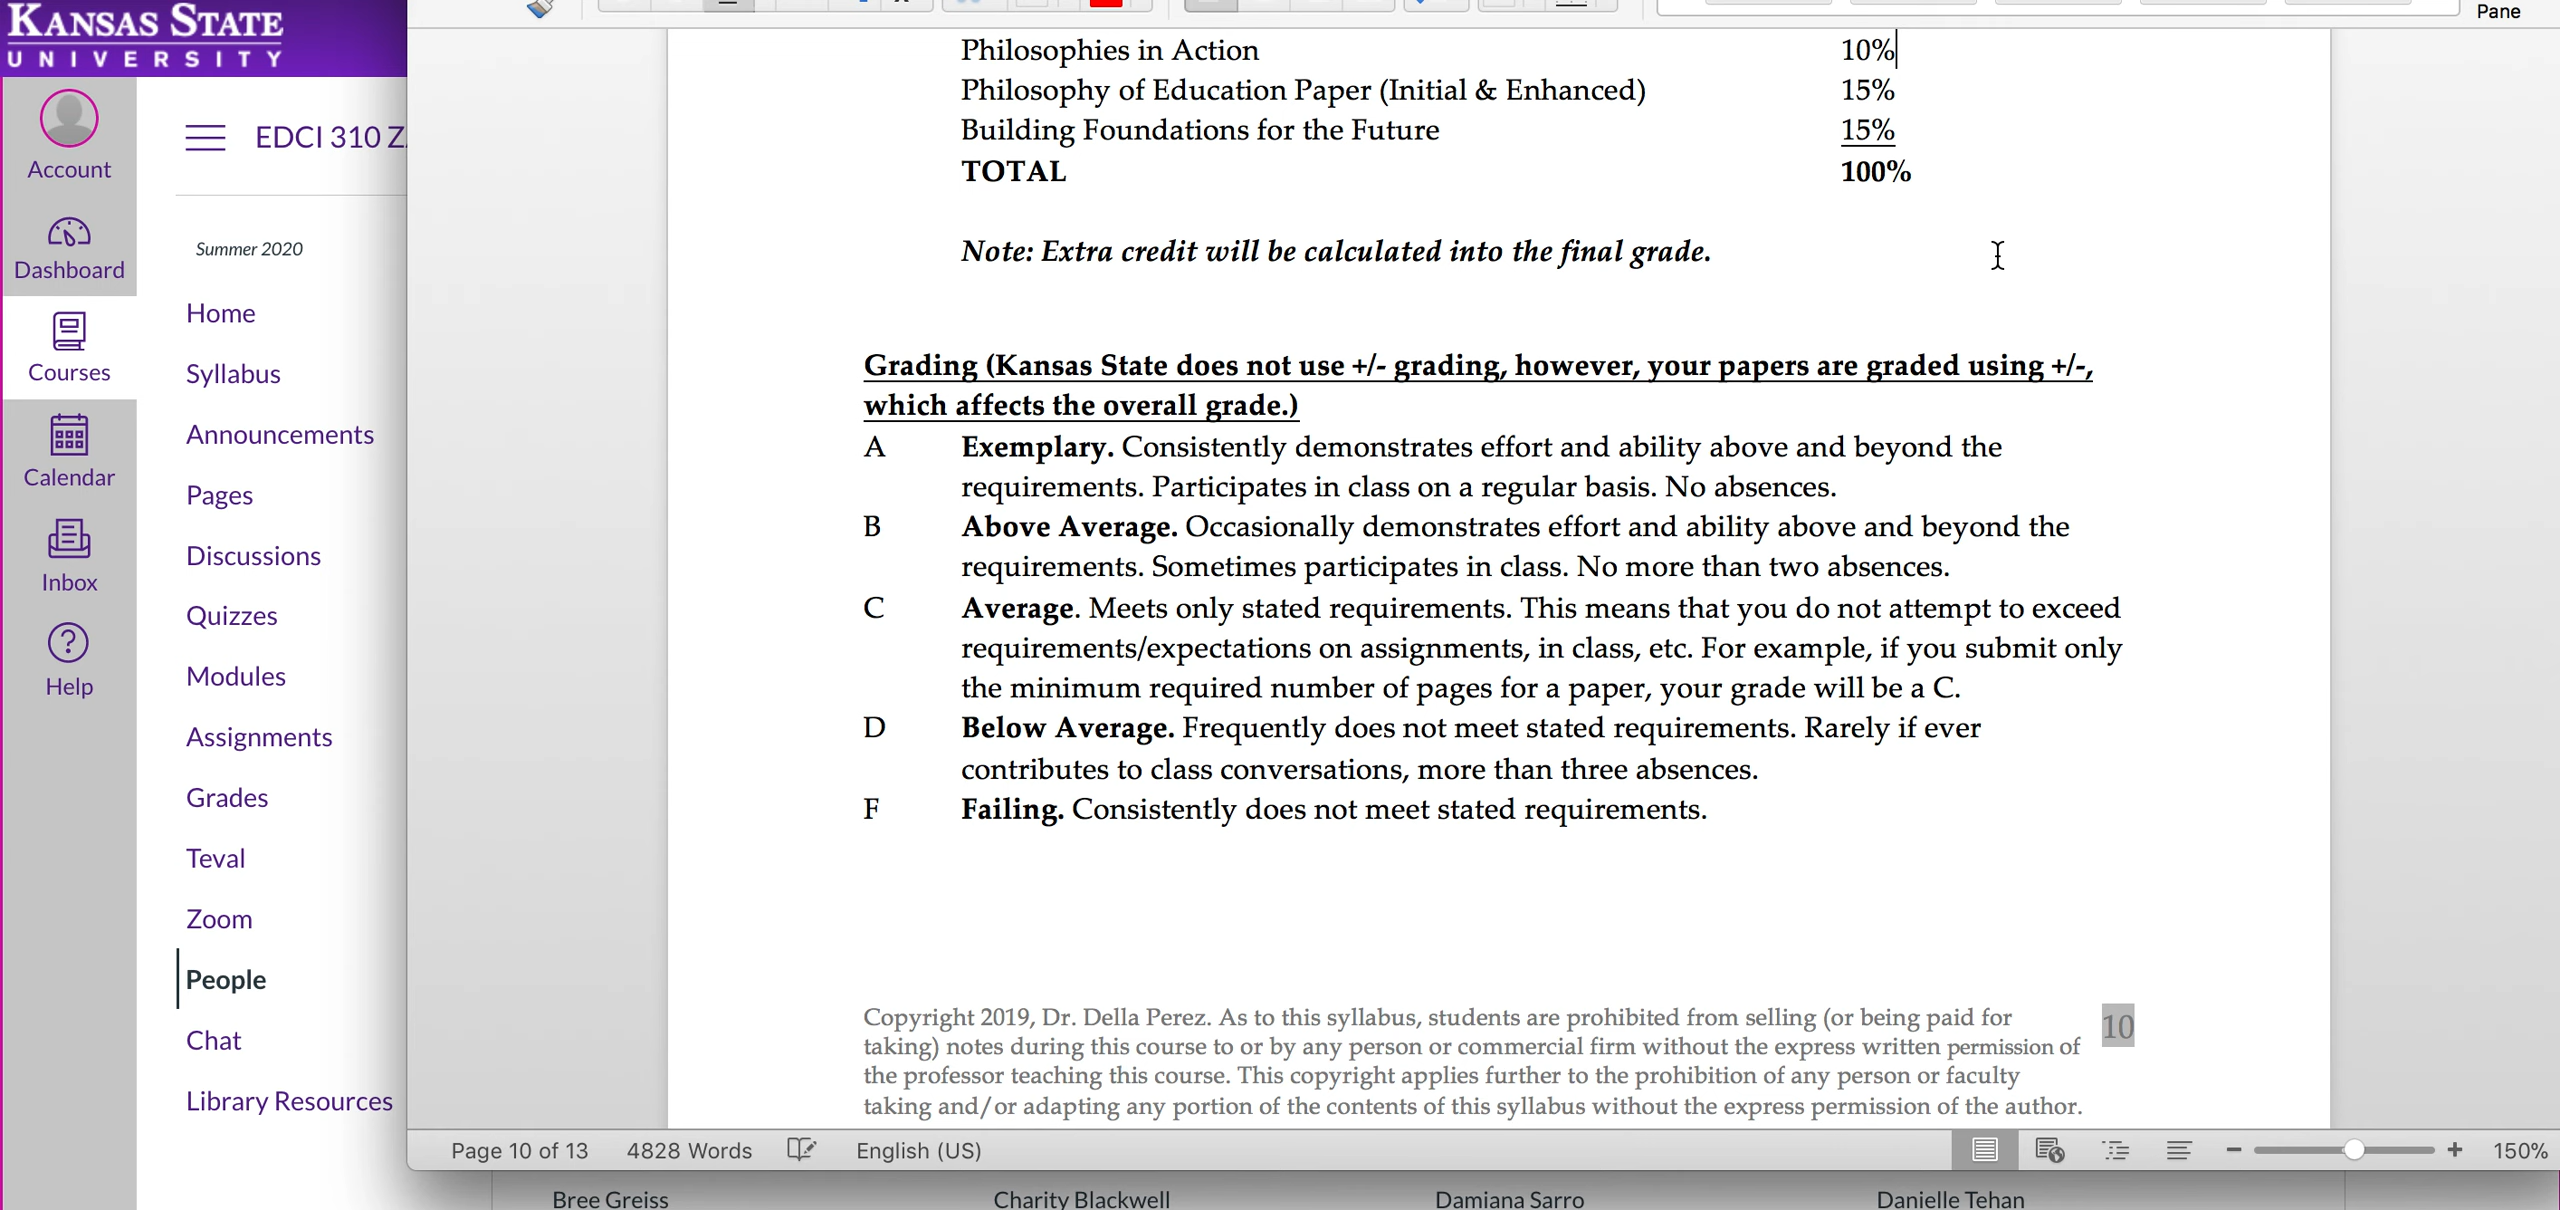 KANSAS STATE
UNIVERSITY
Account
Dashboard
Courses
Calendar
Inbox
Help
EDCI 310 Z
Summer 2020
Home
Syllabus
Announcements
Pages
Discussions
Quizzes
Modules
Assignments
Grades
Teval
Zoom
People
Chat
Library Resources
Pane
Philosophies in Action 10%
Philosophy of Education Paper (Initial & Enhanced) 15%
Building Foundations for the Future 15%
TOTAL 100%
Note: Extra credit will be calculated into the final grade.
Grading (Kansas State does not use +/- grading, however, your papers are graded using +/-,
which affects the overall grade.)
A Exemplary. Consistently demonstrates effort and ability above and beyond the
requirements. Participates in class on a regular basis. No absences.
B Above Average. Occasionally demonstrates effort and ability above and beyond the
requirements. Sometimes participates in class. No more than two absences.
C Average. Meets only stated requirements. This means that you do not attempt to exceed
requirements/expectations on assignments, in class, etc. For example, if you submit only
the minimum required number of pages for a paper, your grade will be a C.
D Below Average. Frequently does not meet stated requirements. Rarely if ever
contributes to class conversations, more than three absences.
F Failing. Consistently does not meet stated requirements.
Copyright 2019, Dr. Della Perez. As to this syllabus, students are prohibited from selling (or being paid for
taking) notes during this course to or by any person or commercial firm without the express written permission of
the professor teaching this course. This copyright applies further to the prohibition of any person or faculty
taking and/or adapting any portion of the contents of this syllabus without the express permission of the author.
10
Page 10 of 13 4828 Words English (US) 150%
Bree Greiss Charity Blackwell Damiana Sarro Danielle Tehan